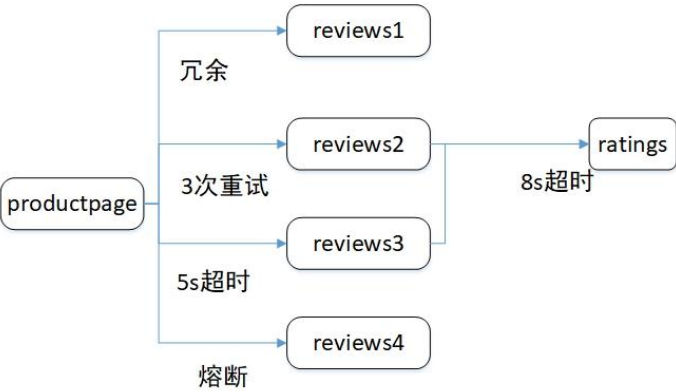 reviews1
冗余
reviews2
ratings
3次重试
8s超时
productpage
reviews3
5s超时
reviews4
熔断